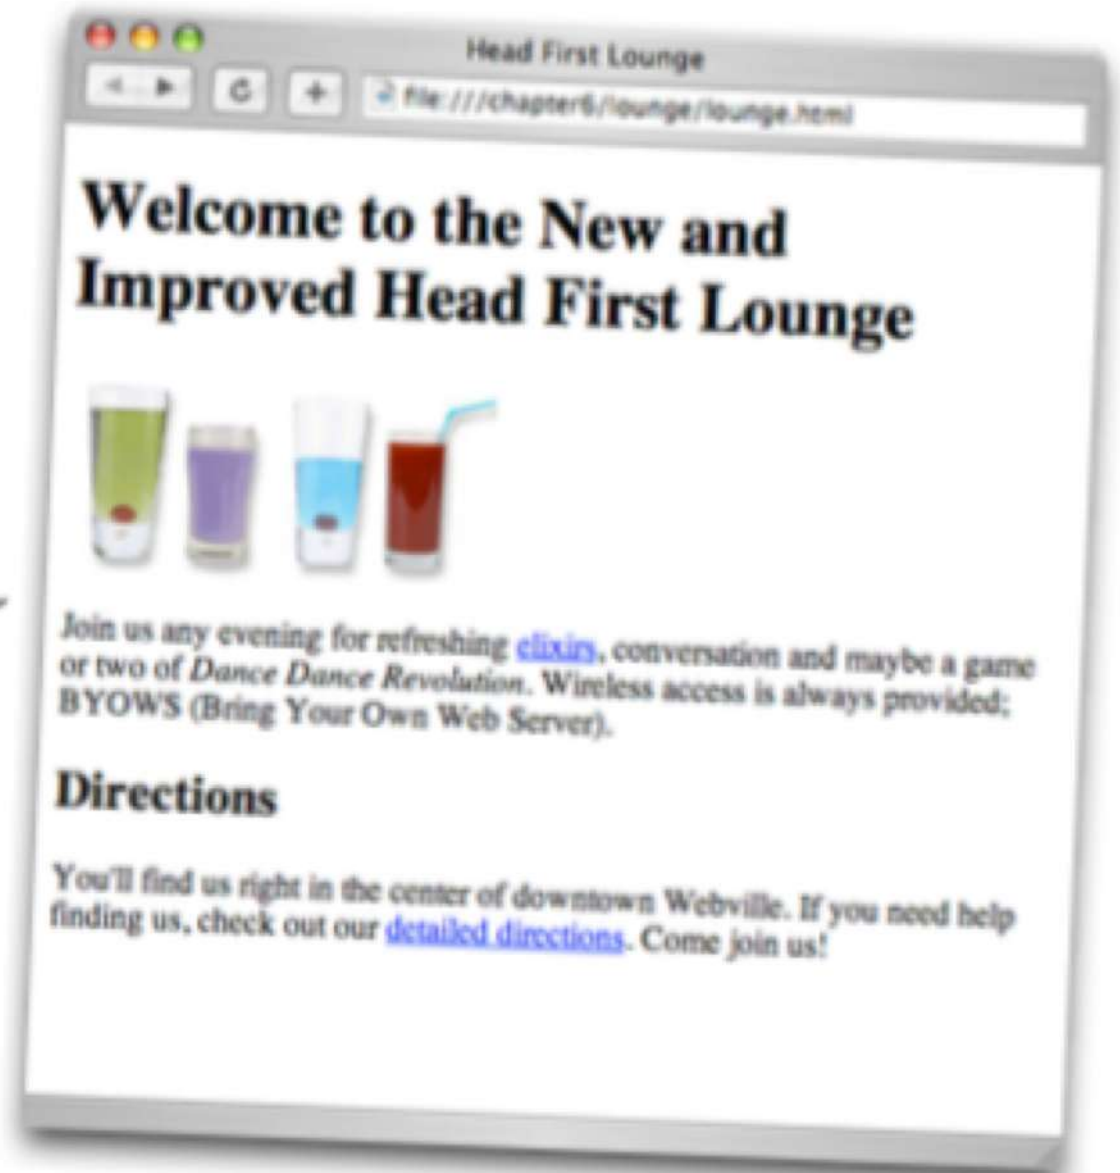 Head First Lounge
file:///chapter6/lounge/lounge.html
Welcome to the New and
Improved Head First Lounge
Join us any evening for refreshing elixirs, conversation and maybe a game
or two of Dance Dance Revolution. Wireless access is always provided;
BYOWS (Bring Your Own Web Server).
Directions
You'll find us right in the center of downtown Webville. If you need help
finding us, check out our detailed directions. Come join us!